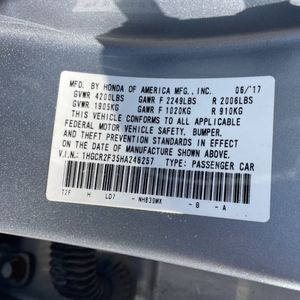 MFD. BY HONDA OF AMERICA MFG., INC. 06/'17
GVWR 4200LBS GAWR F 2249LBS R 2006LBS
GVWR 1905KG GAWR F 1020KG R 910KG
THIS VEHICLE CONFORMS TO ALL APPLICABLE
FEDERAL MOTOR VEHICLE SAFETY, BUMPER,
AND THEFT PREVENTION STANDARDS IN EFFECT
ON THE DATE OF MANUFACTURE SHOWN ABOVE.
V.I.N.: 1HGCR2F35HA246257 TYPE: PASSENGER CAR
T2F H LD7 - NH830MX - B - A